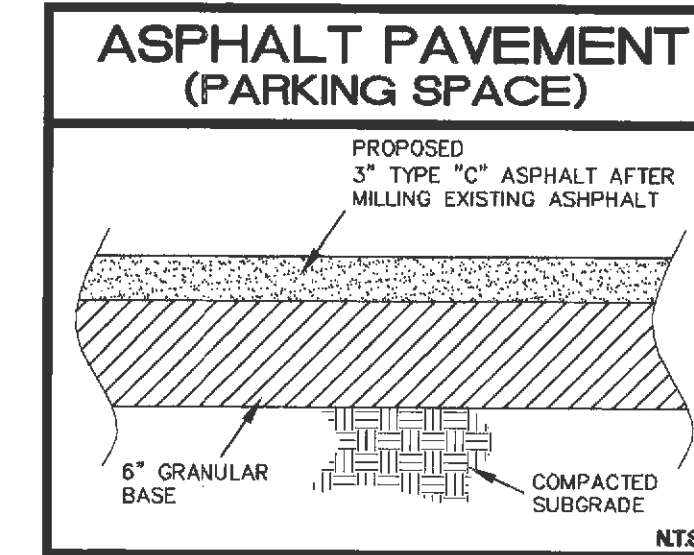 ASPHALT PAVEMENT
(PARKING SPACE)
PROPOSED
3" TYPE "C" ASPHALT AFTER
MILLING EXISTING ASHPHALT
6" GRANULAR
BASE
COMPACTED
SUBGRADE
N.T.S